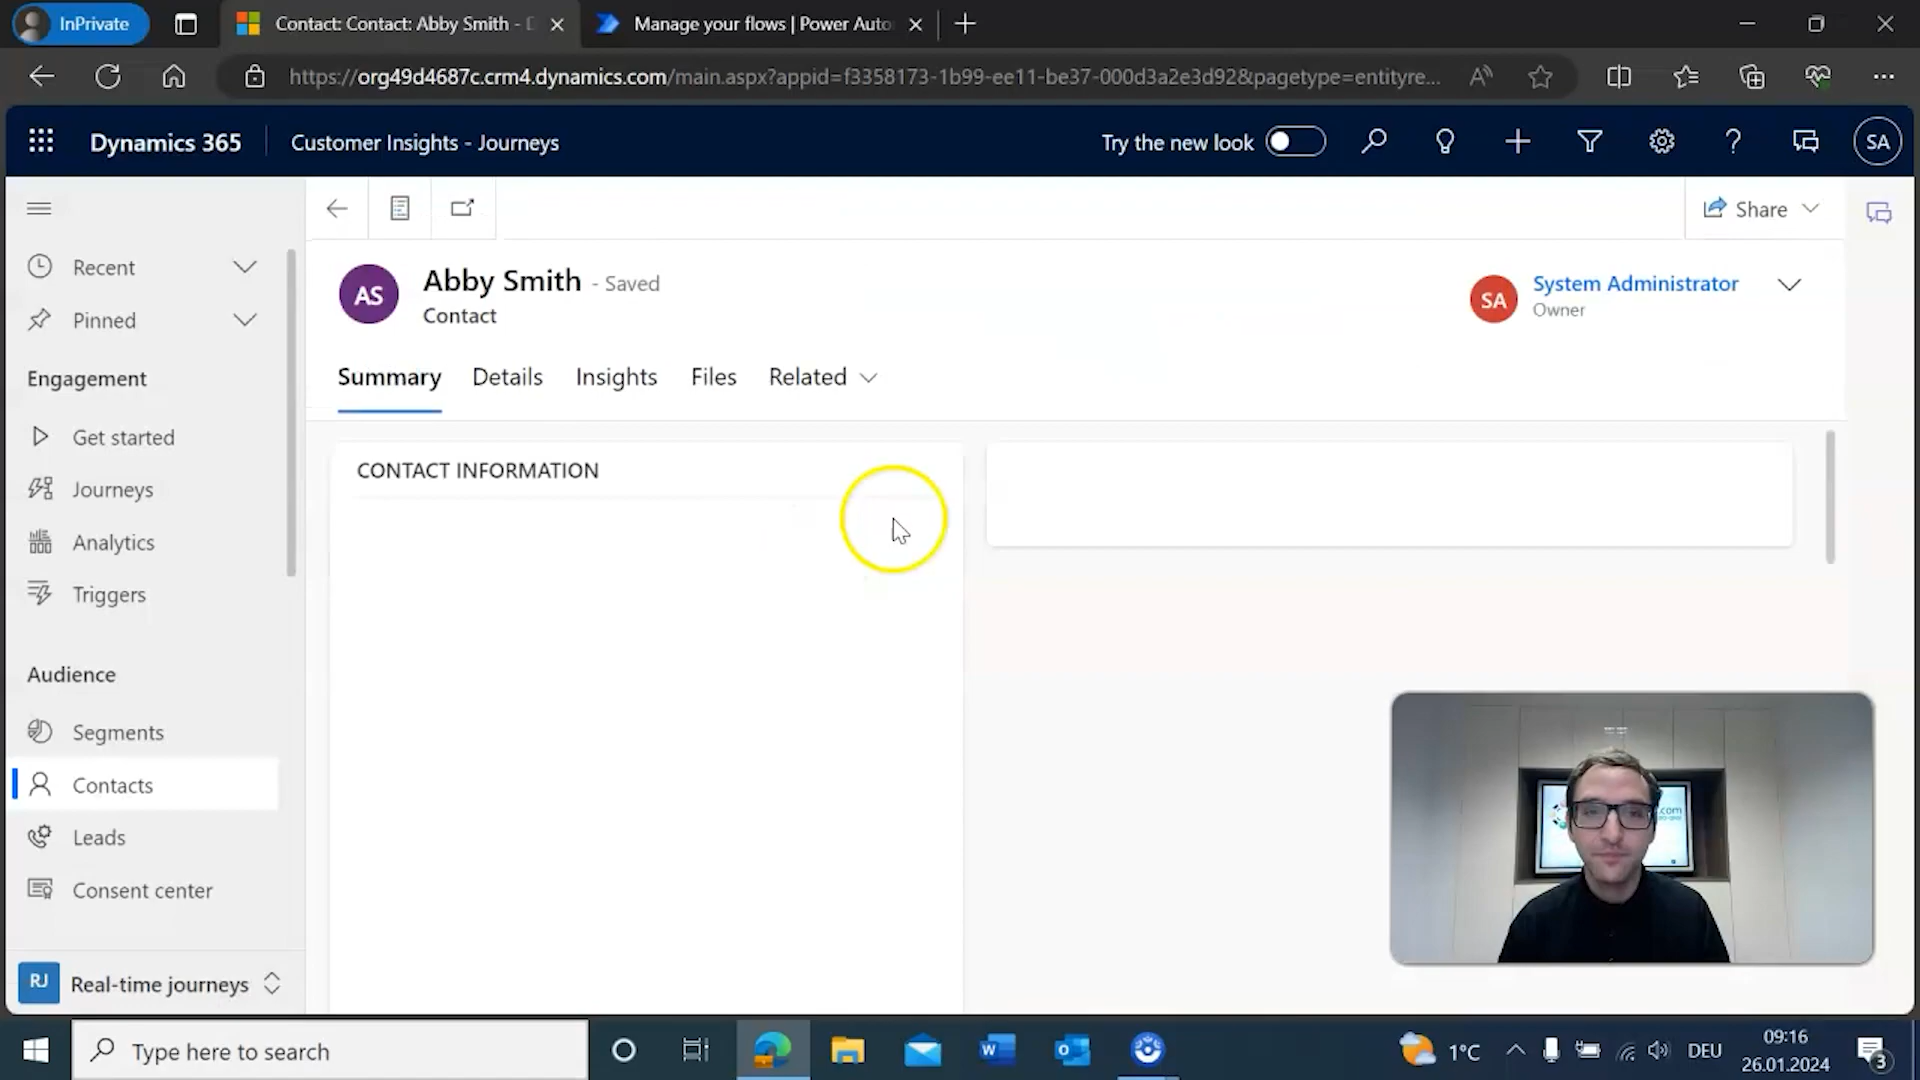 InPrivate
Contact: Contact: Abby Smith - D
Manage your flows | Power Auto
https://org49d4687c.crm4.dynamics.com/main.aspx?appid=f3358173-1b99-ee11-be37-000d3a2e3d92&pagetype=entityre...
Dynamics 365
Customer Insights - Journeys
Try the new look
SA
Share
Recent
Pinned
Engagement
Get started
Journeys
Analytics
Triggers
Audience
Segments
Contacts
Leads
Consent center
RJ Real-time journeys
AS
Abby Smith - Saved
Contact
SA
System Administrator
Owner
Summary
Details
Insights
Files
Related
CONTACT INFORMATION
.com
Type here to search
1°C
DEU
09:16
26.01.2024
3